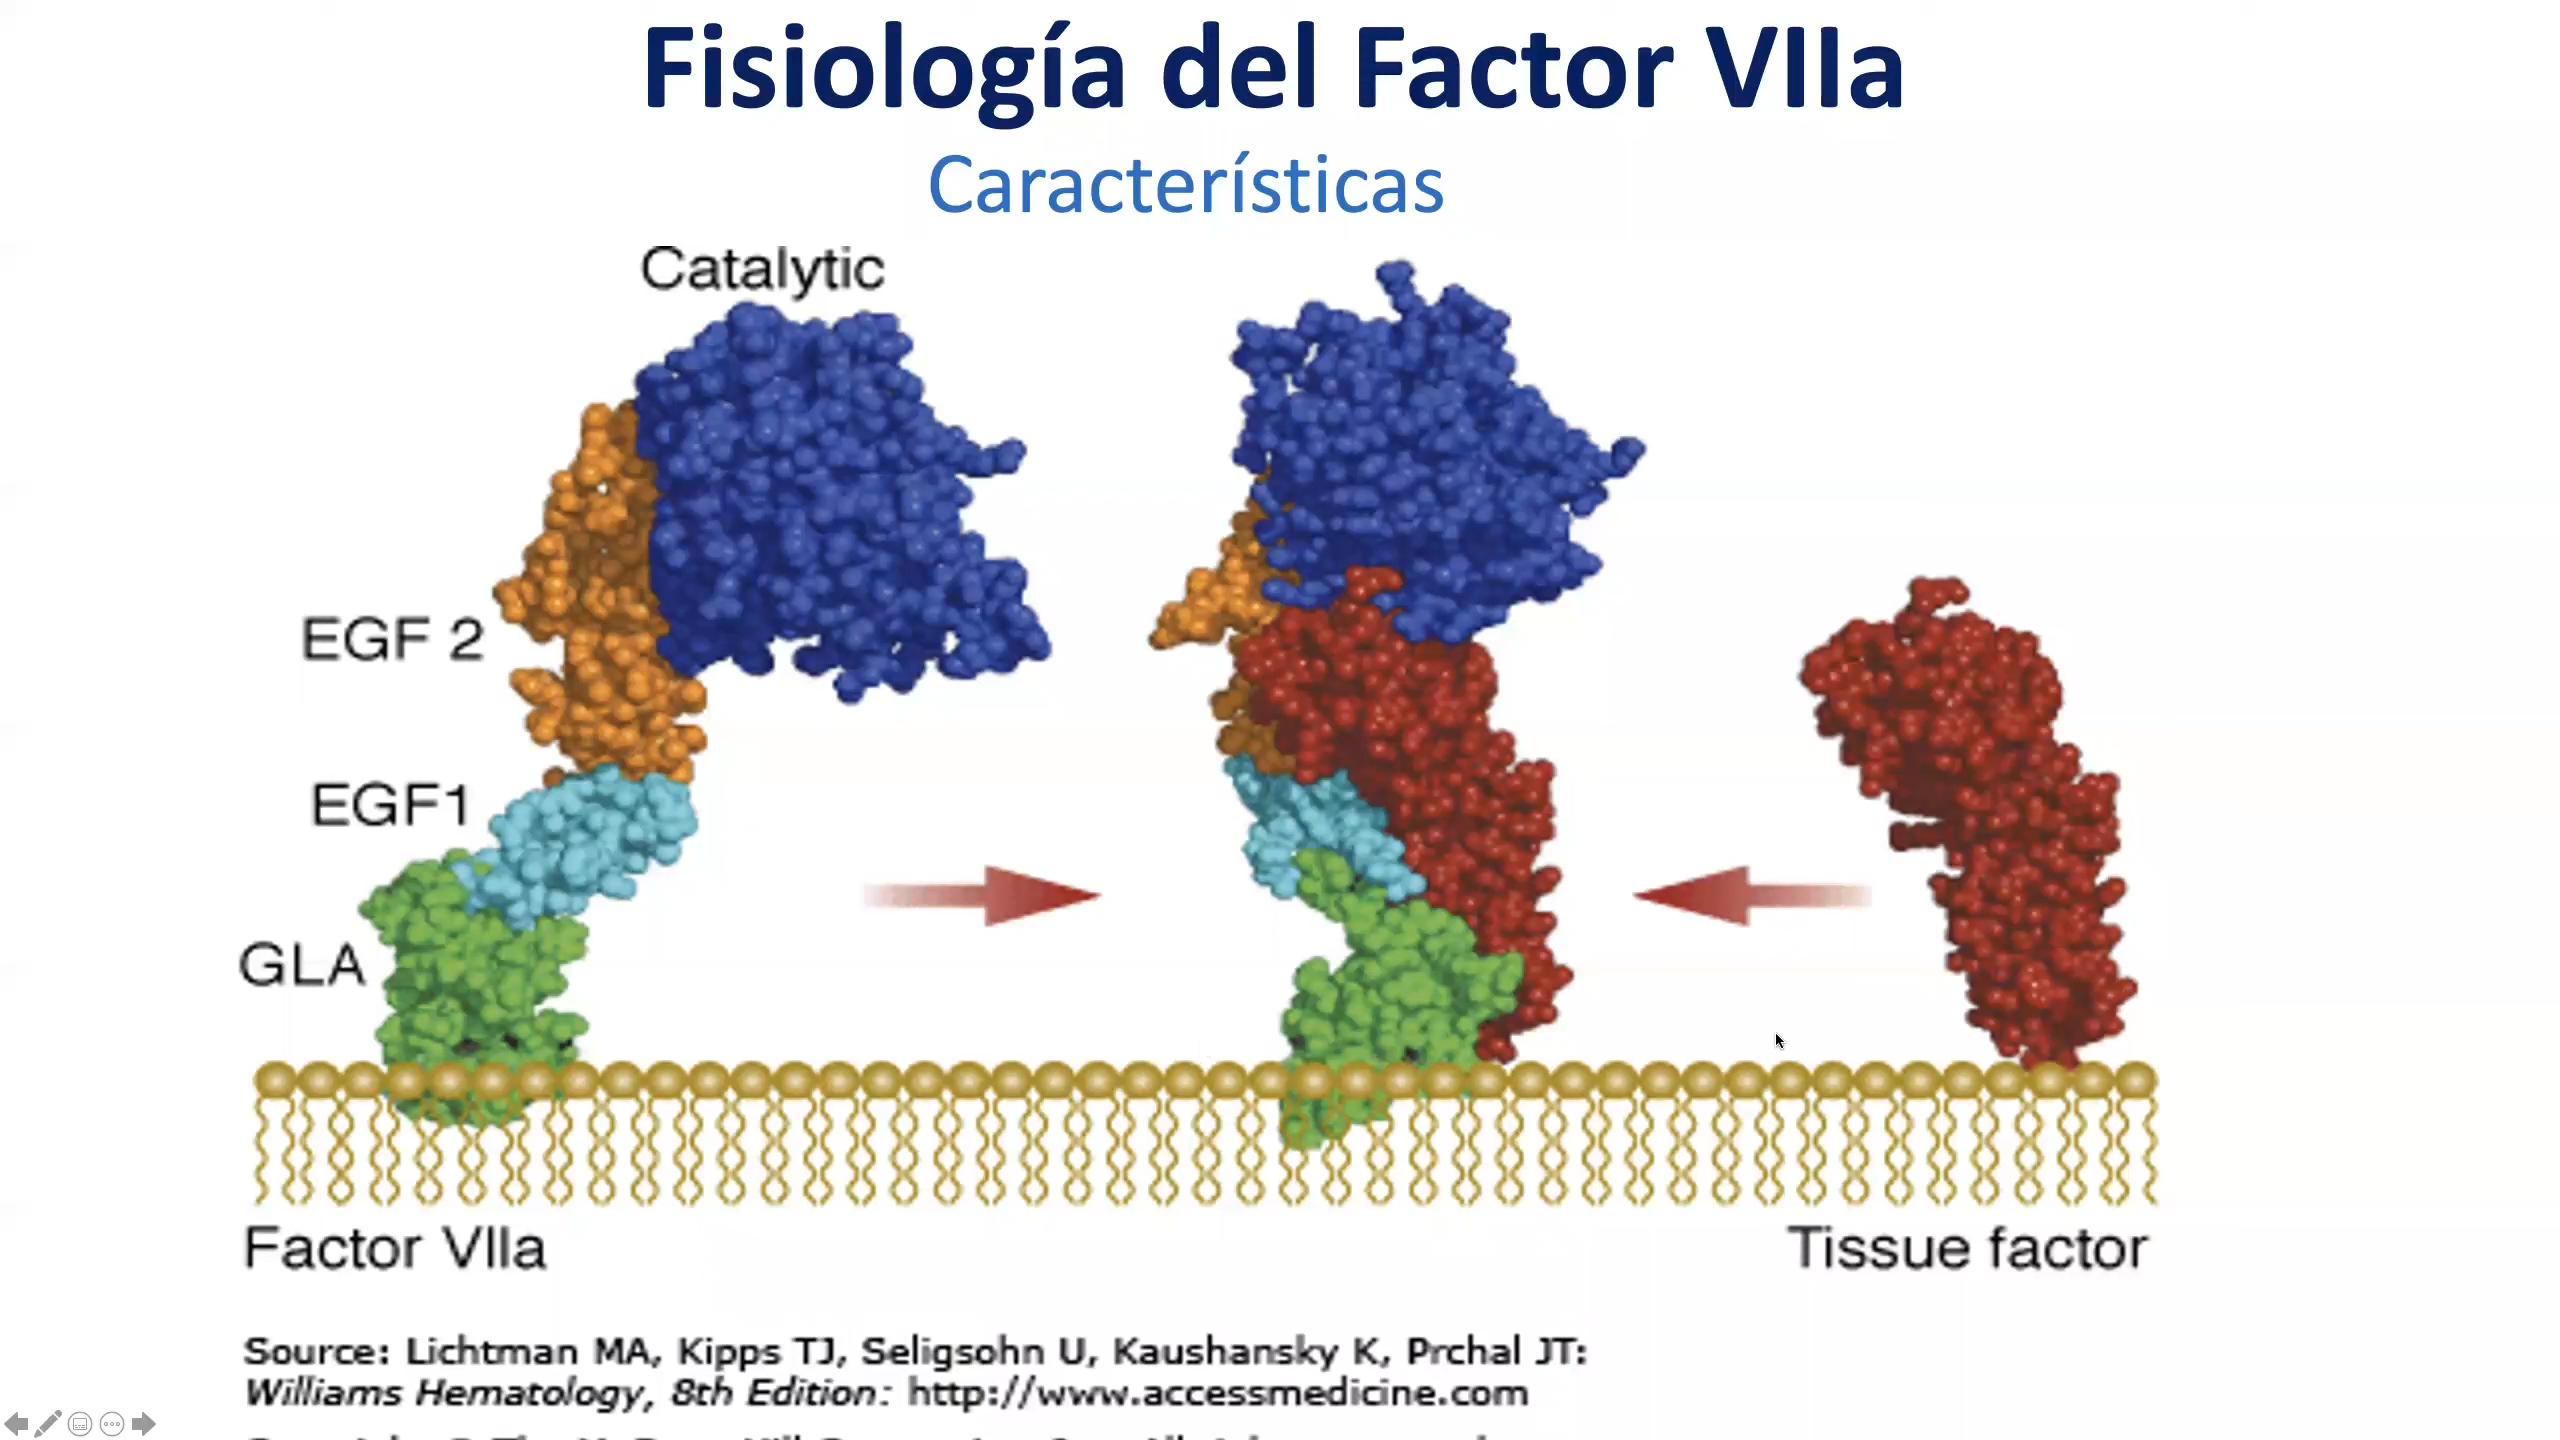 Fisiología del Factor VIIa
Características
Catalytic
EGF 2
EGF1
GLA
Factor VIIa
Tissue factor
Source: Lichtman MA, Kipps TJ, Seligsohn U, Kaushansky K, Prchal JT:
Williams Hematology, 8th Edition: http://www.accessmedicine.com